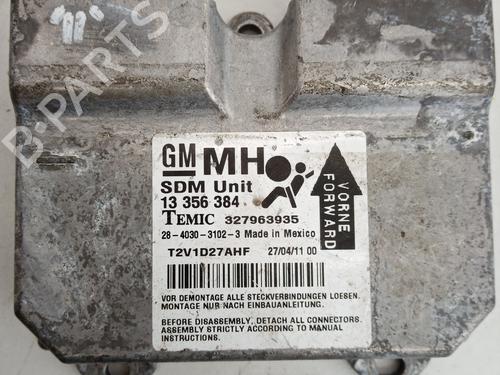 B-PARTS
GM MH
SDM Unit
13 356 384
TEMIC 327963935
28-4030-3102-3 Made in Mexico
T2V1D27AHF 27/04/11 00
VORNE
FORWARD
VOR DEMONTAGE ALLE STECKVERBINDUNGEN LOESEN.
MONTAGE NUR NACH EINBAUANLEITUNG.
BEFORE DISASSEMBLY, DETACH ALL CONNECTORS.
ASSEMBLY STRICTLY ACCORDING TO MANUAL
INSTRUCTIONS.